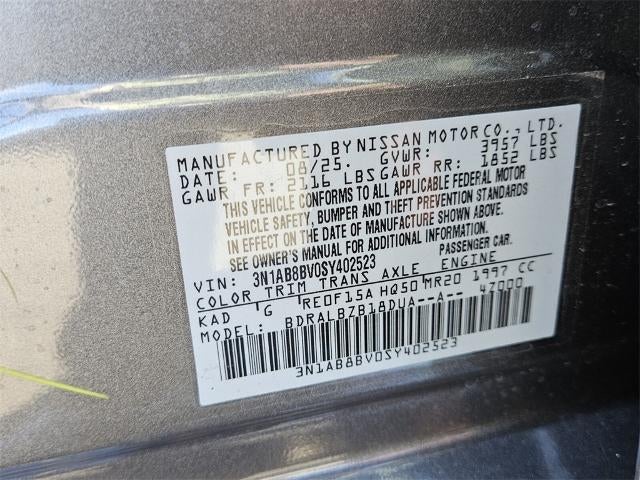 MANUFACTURED BY NISSAN MOTOR CO., LTD.
DATE: 08/25. GVWR: 3957 LBS
GAWR FR: 2116 LBS GAWR RR: 1852 LBS
THIS VEHICLE CONFORMS TO ALL APPLICABLE FEDERAL MOTOR
VEHICLE SAFETY, BUMPER AND THEFT PREVENTION STANDARDS
IN EFFECT ON THE DATE OF MANUFACTURE SHOWN ABOVE.
SEE OWNER'S MANUAL FOR ADDITIONAL INFORMATION.
VIN: 3N1AB8BV0SY402523 PASSENGER CAR.
COLOR TRIM TRANS AXLE ENGINE
KAD G RE0F15A HQ50 MR20 1997 CC
MODEL: BDRALBZB18DUA--A-- 47000
3N1AB8BV0SY402523